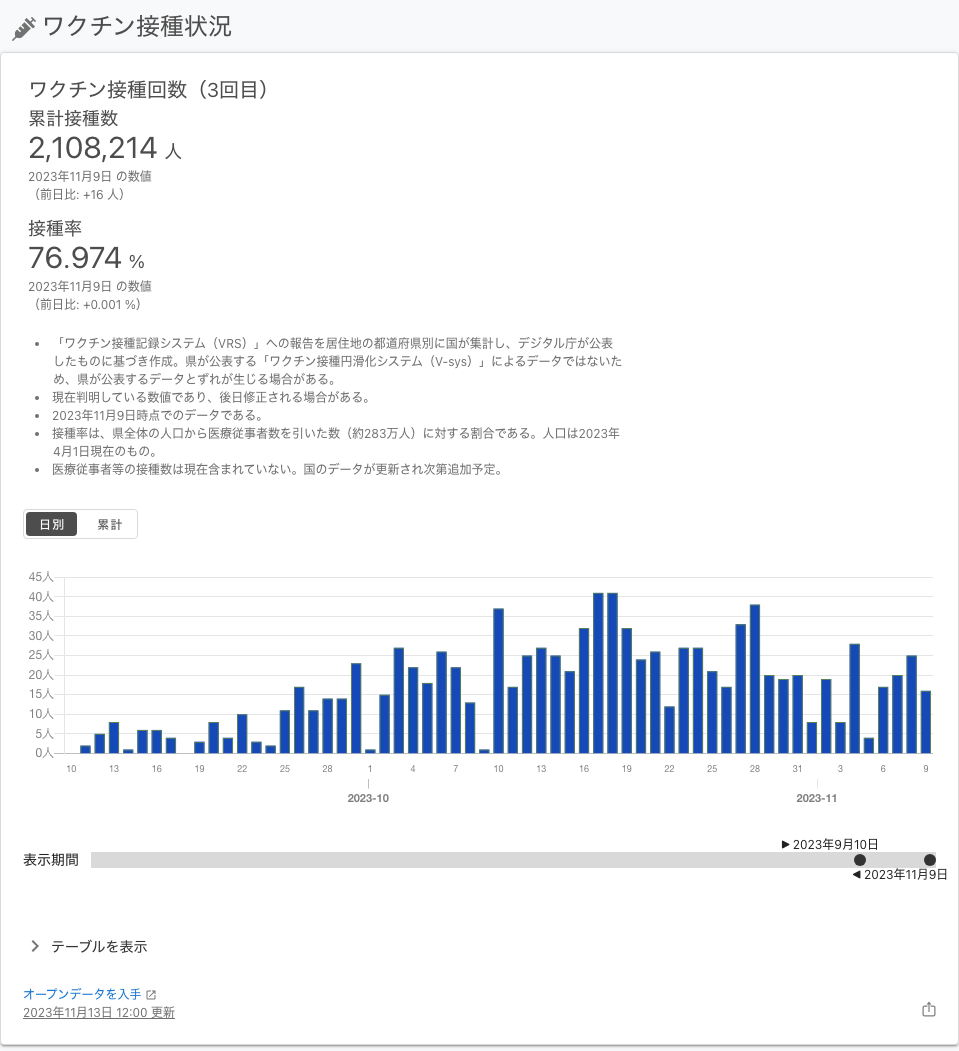 ワクチン接種状況
ワクチン接種回数（3回目）
累計接種数
2,108,214 人
2023年11月9日 の数値
（前日比: +16 人）
接種率
76.974 %
2023年11月9日 の数値
（前日比: +0.001 %）
• 「ワクチン接種記録システム（VRS）」への報告を居住地の都道府県別に国が集計し、デジタル庁が公表
したものに基づき作成。県が公表する「ワクチン接種円滑化システム（V-sys）」によるデータではないた
め、県が公表するデータとずれが生じる場合がある。
• 現在判明している数値であり、後日修正される場合がある。
• 2023年11月9日時点でのデータである。
• 接種率は、県全体の人口から医療従事者数を引いた数（約283万人）に対する割合である。人口は2023年
4月1日現在のもの。
• 医療従事者等の接種数は現在含まれていない。国のデータが更新され次第追加予定。
日別 累計
45人
40人
35人
30人
25人
20人
15人
10人
5人
0人
10 13 16 19 22 25 28 1 4 7 10 13 16 19 22 25 28 31 3 6 9
2023-10 2023-11
▶ 2023年9月10日
表示期間
◀ 2023年11月9日
テーブルを表示
オープンデータを入手
2023年11月13日 12:00 更新